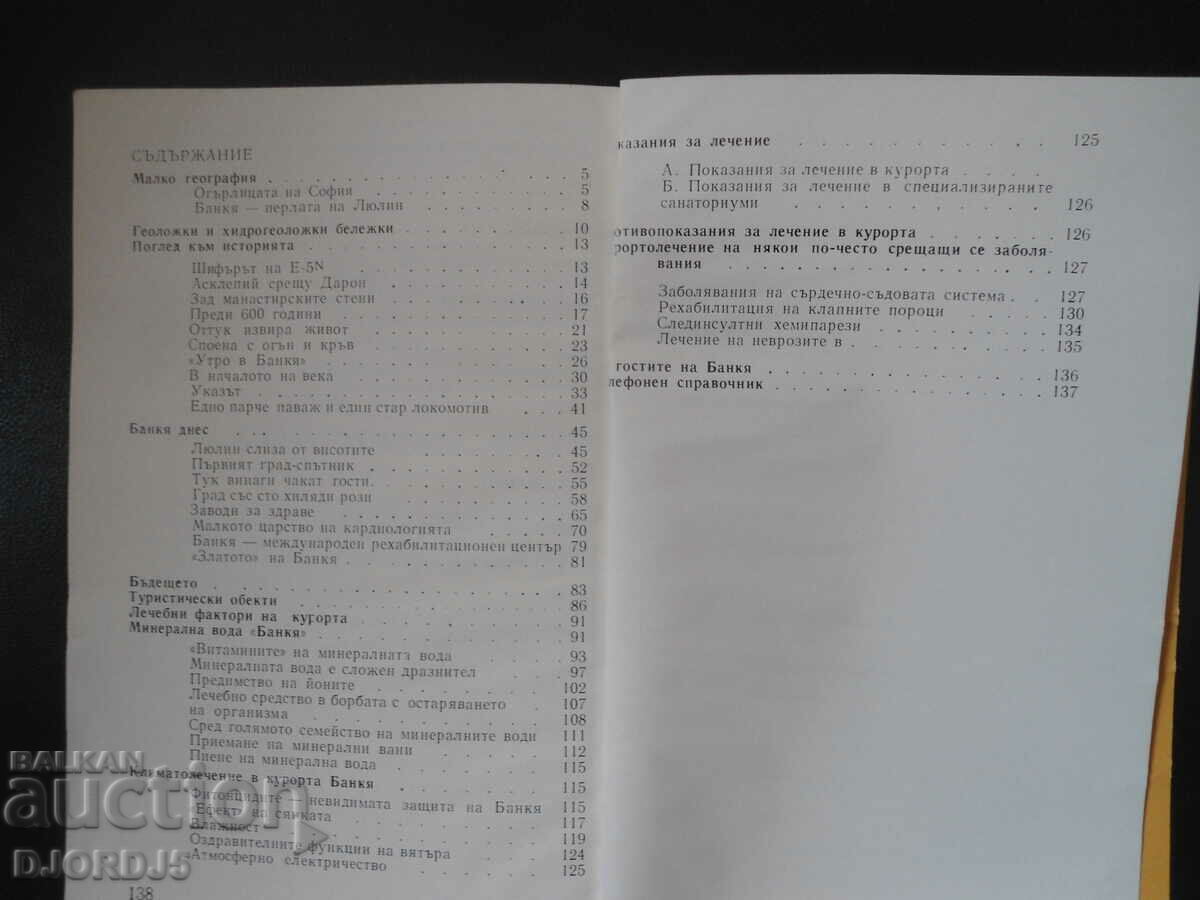 СЪДЪРЖАНИЕ
Малко география . . . . . . . . . . . . 5
Огърлицата на София . . . . . . . . 5
Банкя — перлата на Люлин . . . . . . . 8
Геоложки и хидрогеоложки бележки . . . . . . . 10
Поглед към историята . . . . . . . . . . 13
Шифърът на Е-5N . . . . . . . . . 13
Асклепий срещу Дарон . . . . . . . . 14
Зад манастирските стени . . . . . . . 16
Преди 600 години . . . . . . . . . 17
Оттук извира живот . . . . . . . . 21
Споена с огън и кръв . . . . . . . . 23
«Утро в Банкя» . . . . . . . . . 26
В началото на века . . . . . . . . 30
Указът . . . . . . . . . . . 33
Едно парче паваж и един стар локомотив . . . 41
Банкя днес . . . . . . . . . . . . 45
Люлин слиза от висотите . . . . . . . 45
Първият град-спътник . . . . . . . . 52
Тук винаги чакат гости. . . . . . . . 55
Град със сто хиляди рози . . . . . . . 58
Заводи за здраве . . . . . . . . . 65
Малкото царство на кардиологията . . . . . 70
Банкя — международен рехабилитационен център 79
«Златото» на Банкя . . . . . . . . . 81
Бъдещето . . . . . . . . . . . . . 83
Туристически обекти . . . . . . . . . . 86
Лечебни фактори на курорта . . . . . . . . 91
Минерална вода «Банкя» . . . . . . . . . 91
«Витамините» на минералната вода . . . . 93
Минералната вода е сложен дразнител . . . 97
Предимство на йоните . . . . . . . 102
Лечебно средство в борбата с остаряването . 107
на организма . . . . . . . . . 108
Сред голямото семейство на минералните води 111
Приемане на минерални вани . . . . . 112
Пиене на минерална вода . . . . . . 115
Климатолечение в курорта Банкя . . . . . . 115
Фитонцидите невидимата защита на Банкя 115
Ефект на сянката . . . . . . . . 117
Влажност . . . . . . . . . . 119
Оздравителните функции на вятъра . . . . 124
«Атмосферно електричество . . . . . . 125
138
казания за лечение . . . . . . . . . . 125
А. Показания за лечение в курорта . . . .
Б. Показания за лечение в специализираните
санаториуми . . . . . . . . . 126
отивопоказания за лечение в курорта . . . . . 126
рортолечение на някои по-често срещащи се заболя-
вания . . . . . . . . . . . 127
Заболявания на сърдечно-съдовата система . . 127
Рехабилитация на клапните пороци . . . . 130
Слединсултни хемипарези . . . . . . . 134
Лечение на неврозите в . . . . . . . 135
гостите на Банкя . . . . . . . . . . 136
лефонен справочник . . . . . . . . . . 137
BALKAN
auction
DJORDJ5